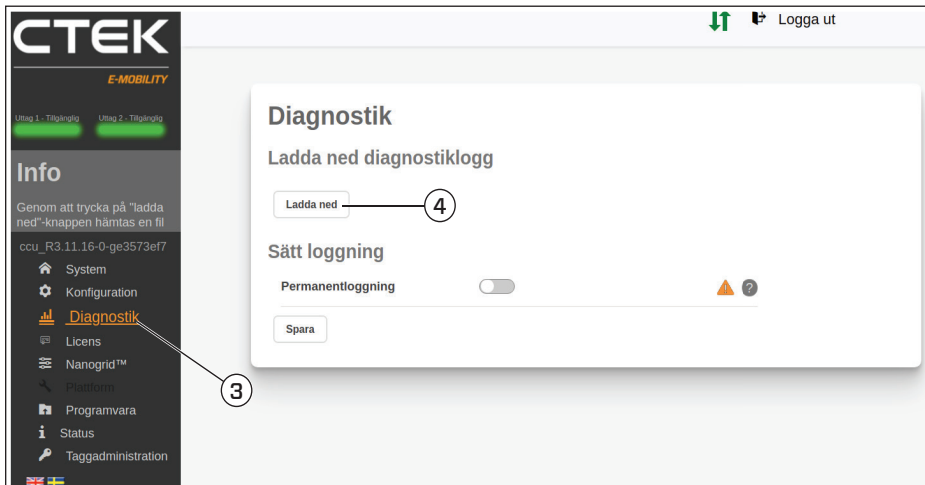 CTEK
E-MOBILITY
Logga ut
Uttag 1 - Tillgänglig
Uttag 2 - Tillgänglig
Info
Genom att trycka på "ladda
ned"-knappen hämtas en fil
ccu_R3.11.16-0-ge3573ef7
System
Konfiguration
Diagnostik
Licens
Nanogrid™
Plattform
Programvara
i Status
Taggadministration
3
Diagnostik
Ladda ned diagnostiklogg
Ladda ned
4
Sätt loggning
Permanentloggning
?
Spara